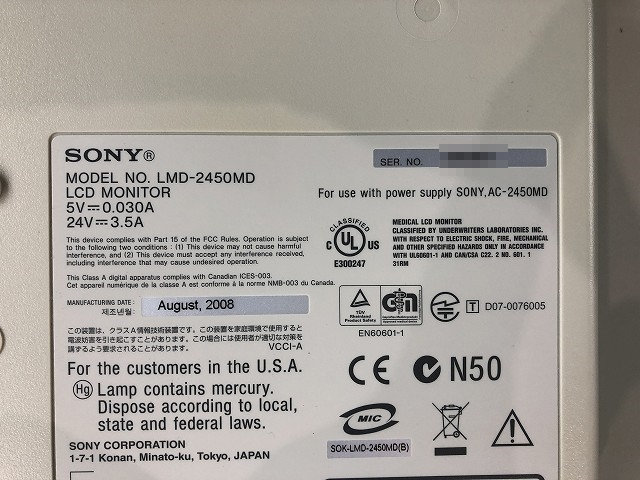 SONY®
SER. NO.
MODEL NO. LMD-2450MD
LCD MONITOR
For use with power supply SONY,AC-2450MD
5V⎓0.030A
24V⎓3.5A
This device complies with Part 15 of the FCC Rules. Operation is subject
to the following two conditions : (1) This device may not cause harmful
interference, and (2) This device must accept any interference received,
including interference that may cause undesired operation.
This Class A digital apparatus complies with Canadian ICES-003.
Cet appareil numérique de la classe A est conforme à la norme NMB-003 du Canada.
CLASSIFIED
C UL US
E300247
MEDICAL LCD MONITOR
CLASSIFIED BY UNDERWRITERS LABORATORIES INC.
WITH RESPECT TO ELECTRIC SHOCK, FIRE, MECHANICAL
AND OTHER SPECIFIED HAZARDS ONLY IN ACCORDANCE
WITH UL60601-1 AND CAN/CSA C22. 2 NO. 601. 1
31RM
MANUFACTURING DATE:
제조년월:
August, 2008
TÜV
Rheinland
Product Safety
EN60601-1
T D07-0076005
この装置は、クラスA情報技術装置です。この装置を家庭環境で使用すると
電波妨害を引き起こすことがあります。この場合には使用者が適切な対策を
講ずるよう要求されることがあります。
VCCI-A
For the customers in the U.S.A.
Hg Lamp contains mercury.
Dispose according to local,
state and federal laws.
CE N50
MIC
SOK-LMD-2450MD(B)
SONY CORPORATION
1-7-1 Konan, Minato-ku, Tokyo, JAPAN